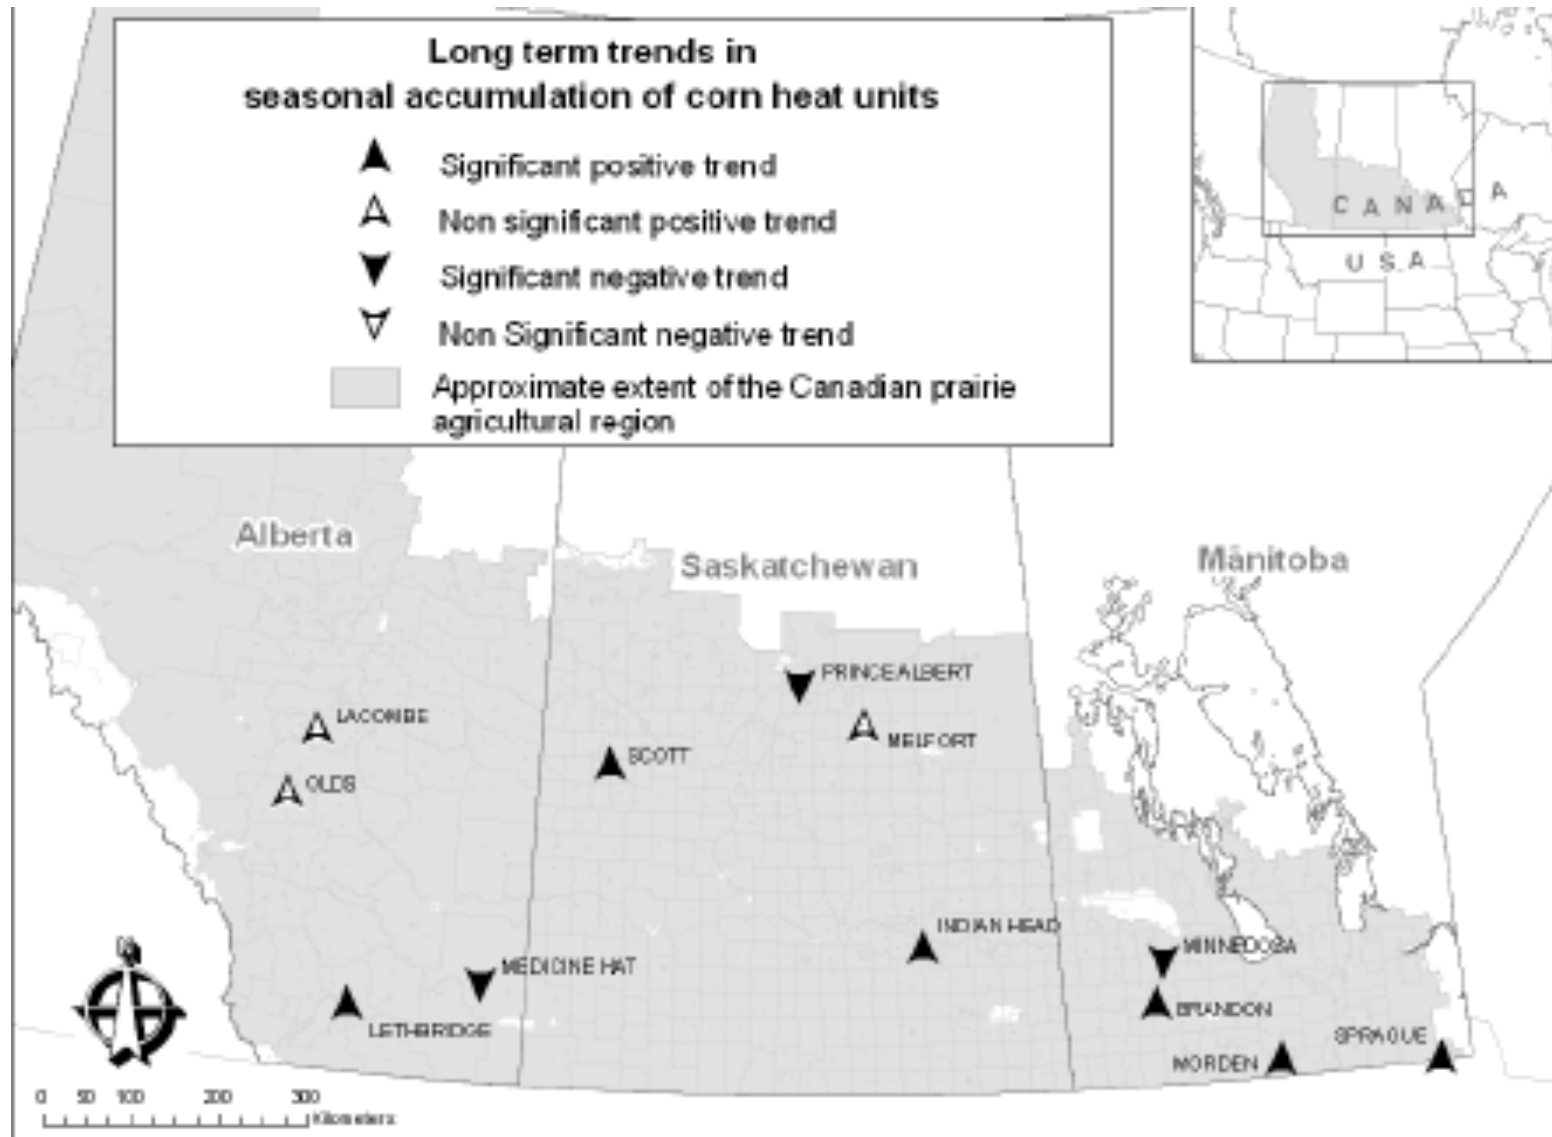 Long term trends in
seasonal accumulation of corn heat units
Significant positive trend
Non significant positive trend
Significant negative trend
Non Significant negative trend
Approximate extent of the Canadian prairie
agricultural region
CANADA
USA
Alberta
Saskatchewan
Manitoba
PRINCE ALBERT
LACOMBE
MELFORT
SCOTT
OLDS
INDIAN HEAD
MINNEDOSA
MEDICINE HAT
BRANDON
LETHBRIDGE
SPRAGUE
MORDEN
0 50 100 200 300
Kilometers